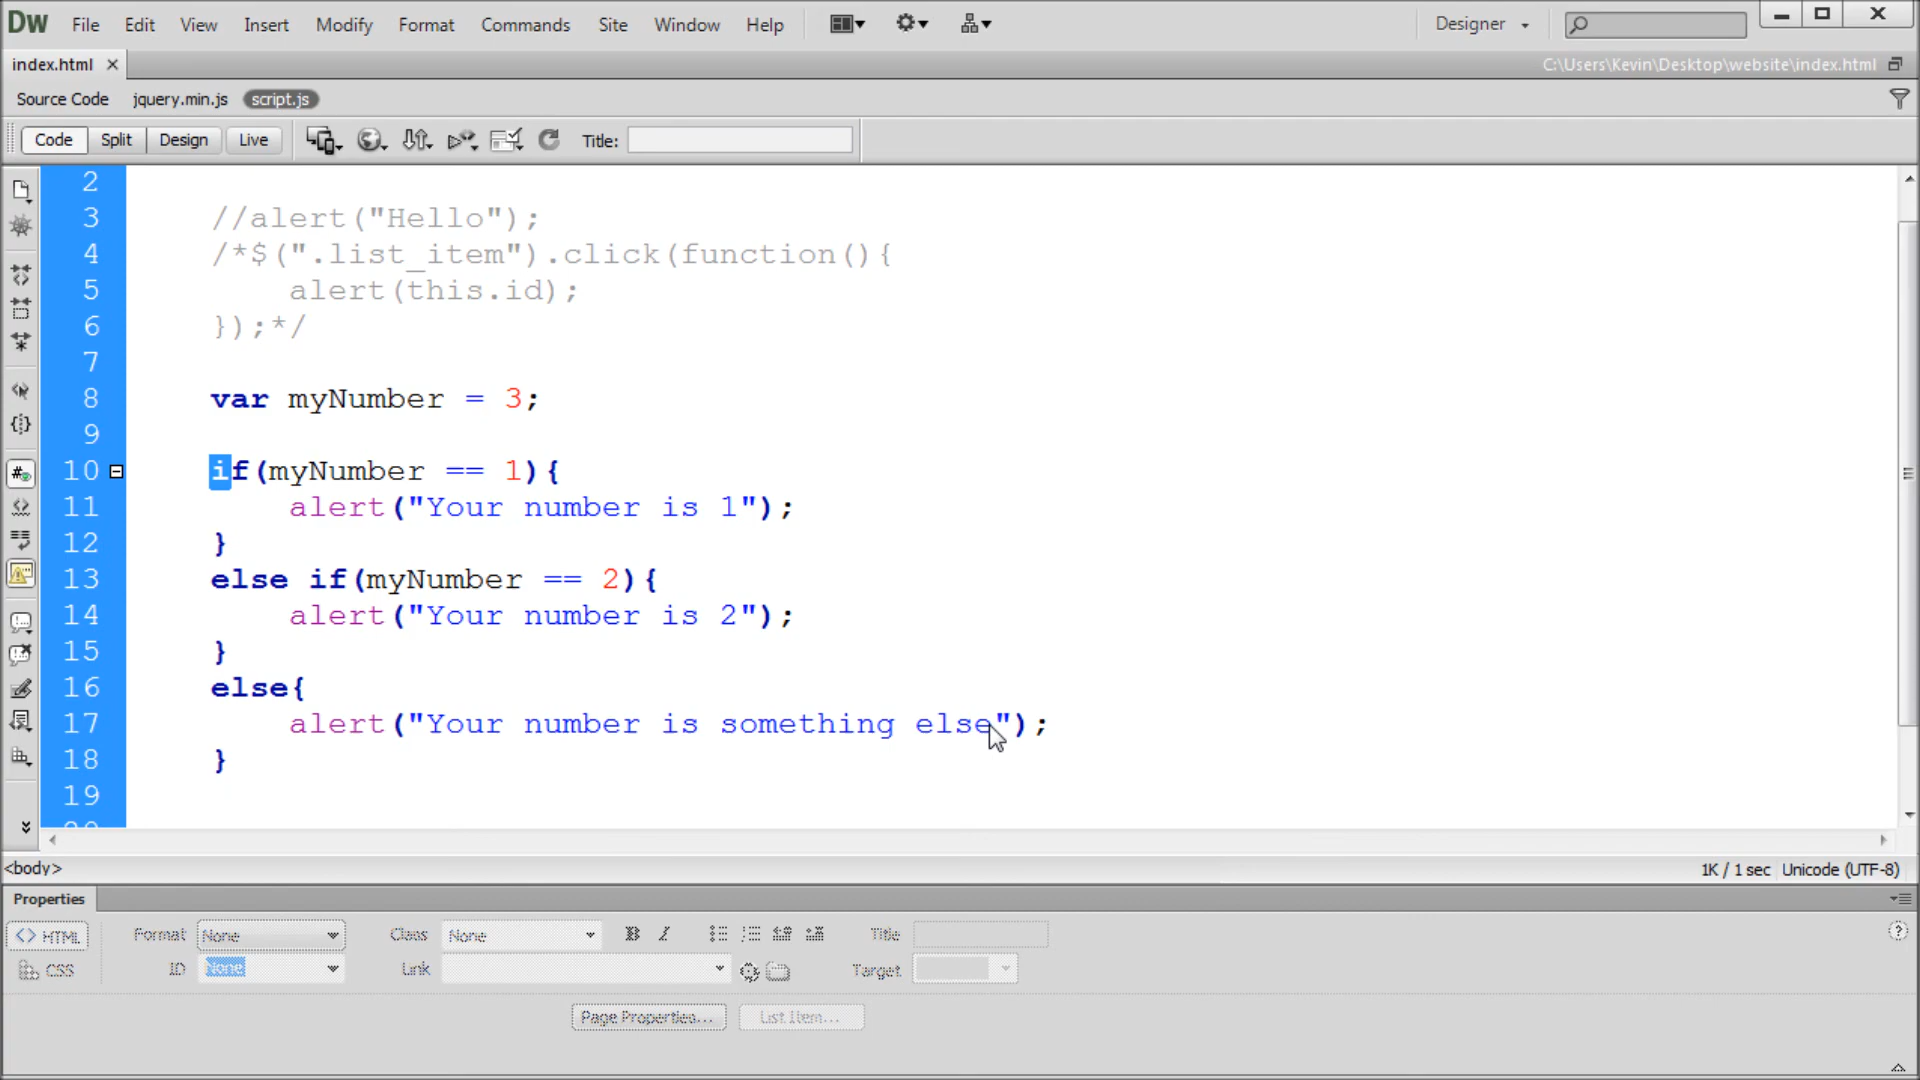 Dw File Edit View Insert Modify Format Commands Site Window Help Designer
index.html C:\Users\Kevin\Desktop\website\index.html
Source Code jquery.min.js script.js
Code Split Design Live Title:
2
3 //alert("Hello");
4 /*$(".list_item").click(function(){
5 alert(this.id);
6 });*/
7
8 var myNumber = 3;
9
10 if(myNumber == 1){
11 alert("Your number is 1");
12 }
13 else if(myNumber == 2){
14 alert("Your number is 2");
15 }
16 else{
17 alert("Your number is something else");
18 }
19
<body> 1K / 1 sec Unicode (UTF-8)
Properties
<> HTML Format None Class None B I Title
CSS ID None Link Target
Page Properties... List Item...